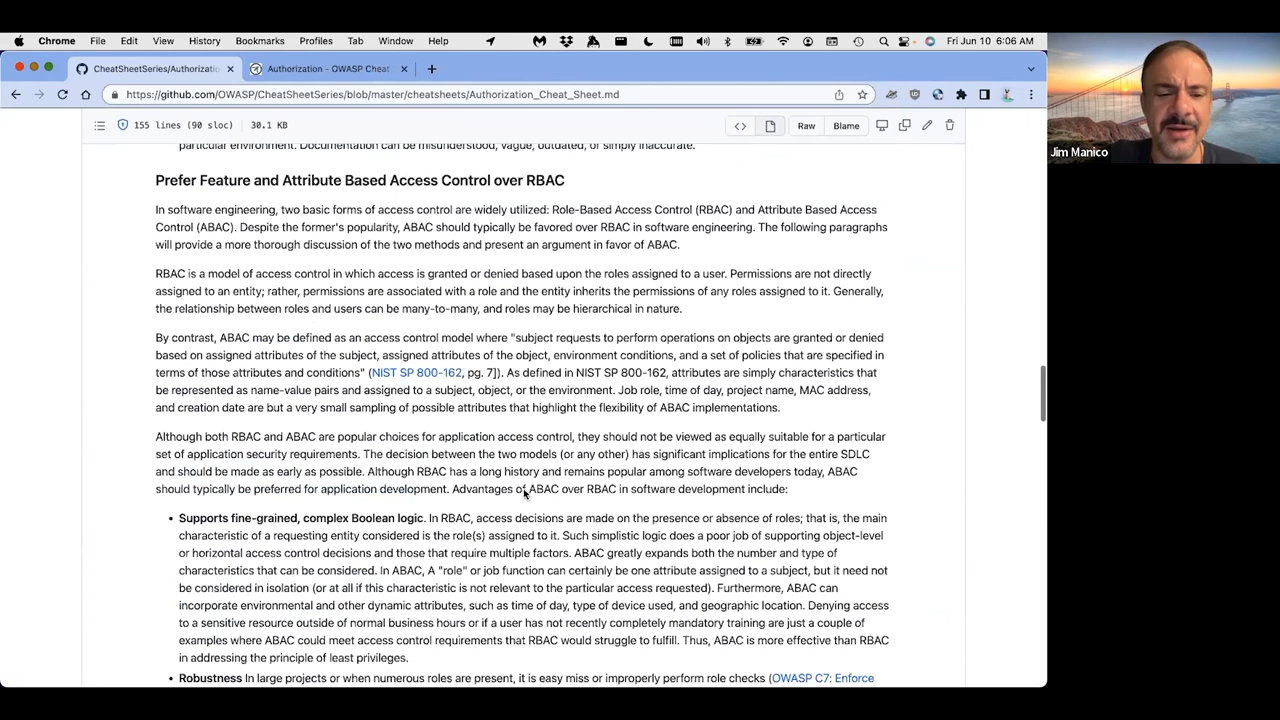 Chrome File Edit View History Bookmarks Profiles Tab Window Help Fri Jun 10 6:06 AM
CheatSheetSeries/Authorizatio Authorization - OWASP Cheat
https://github.com/OWASP/CheatSheetSeries/blob/master/cheatsheets/Authorization_Cheat_Sheet.md
155 lines (90 sloc) 30.1 KB Raw Blame
Jim Manico
particular environment. Documentation can be misunderstood, vague, outdated, or simply inaccurate.
Prefer Feature and Attribute Based Access Control over RBAC
In software engineering, two basic forms of access control are widely utilized: Role-Based Access Control (RBAC) and Attribute Based Access
Control (ABAC). Despite the former's popularity, ABAC should typically be favored over RBAC in software engineering. The following paragraphs
will provide a more thorough discussion of the two methods and present an argument in favor of ABAC.
RBAC is a model of access control in which access is granted or denied based upon the roles assigned to a user. Permissions are not directly
assigned to an entity; rather, permissions are associated with a role and the entity inherits the permissions of any roles assigned to it. Generally,
the relationship between roles and users can be many-to-many, and roles may be hierarchical in nature.
By contrast, ABAC may be defined as an access control model where "subject requests to perform operations on objects are granted or denied
based on assigned attributes of the subject, assigned attributes of the object, environment conditions, and a set of policies that are specified in
terms of those attributes and conditions" (NIST SP 800-162, pg. 7]). As defined in NIST SP 800-162, attributes are simply characteristics that
be represented as name-value pairs and assigned to a subject, object, or the environment. Job role, time of day, project name, MAC address,
and creation date are but a very small sampling of possible attributes that highlight the flexibility of ABAC implementations.
Although both RBAC and ABAC are popular choices for application access control, they should not be viewed as equally suitable for a particular
set of application security requirements. The decision between the two models (or any other) has significant implications for the entire SDLC
and should be made as early as possible. Although RBAC has a long history and remains popular among software developers today, ABAC
should typically be preferred for application development. Advantages of ABAC over RBAC in software development include:
• Supports fine-grained, complex Boolean logic. In RBAC, access decisions are made on the presence or absence of roles; that is, the main
characteristic of a requesting entity considered is the role(s) assigned to it. Such simplistic logic does a poor job of supporting object-level
or horizontal access control decisions and those that require multiple factors. ABAC greatly expands both the number and type of
characteristics that can be considered. In ABAC, A "role" or job function can certainly be one attribute assigned to a subject, but it need not
be considered in isolation (or at all if this characteristic is not relevant to the particular access requested). Furthermore, ABAC can
incorporate environmental and other dynamic attributes, such as time of day, type of device used, and geographic location. Denying access
to a sensitive resource outside of normal business hours or if a user has not recently completely mandatory training are just a couple of
examples where ABAC could meet access control requirements that RBAC would struggle to fulfill. Thus, ABAC is more effective than RBAC
in addressing the principle of least privileges.
• Robustness In large projects or when numerous roles are present, it is easy miss or improperly perform role checks (OWASP C7: Enforce